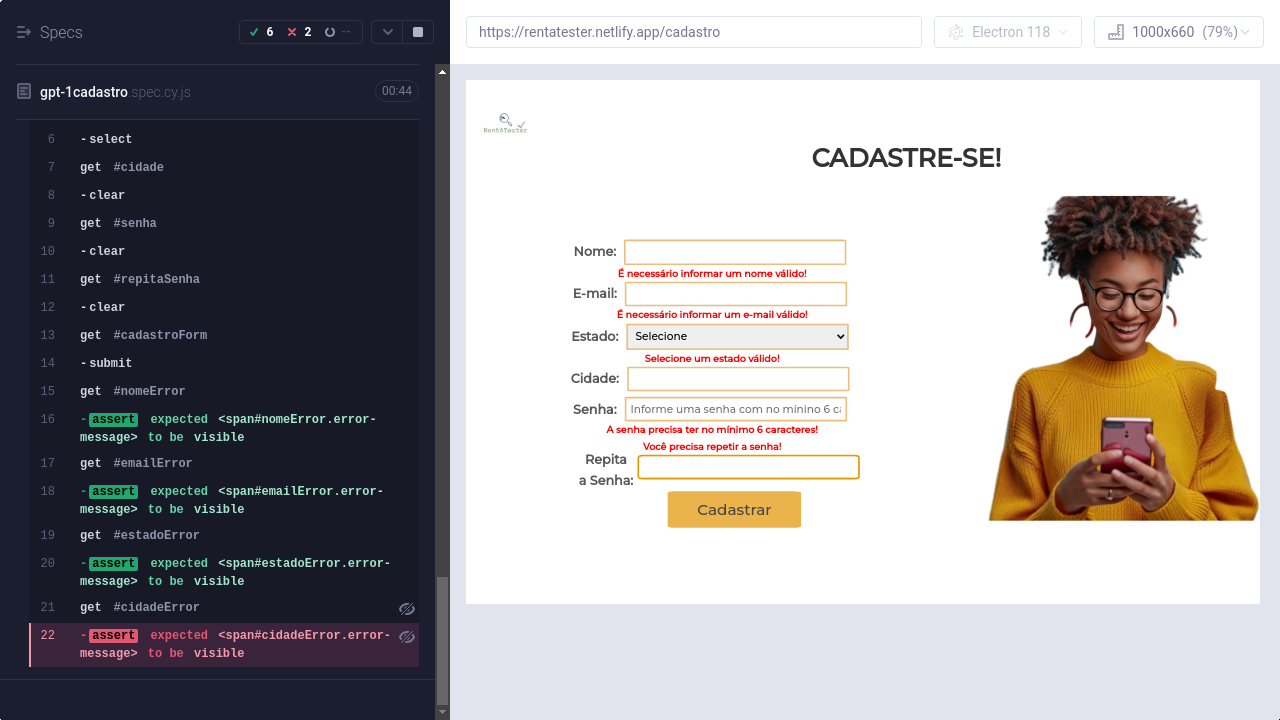 Specs
6
2
--
gpt-1cadastro.spec.cy.js
00:44
6 -select
7 get #cidade
8 -clear
9 get #senha
10 -clear
11 get #repitaSenha
12 -clear
13 get #cadastroForm
14 -submit
15 get #nomeError
16 -assert expected <span#nomeError.error-
message> to be visible
17 get #emailError
18 -assert expected <span#emailError.error-
message> to be visible
19 get #estadoError
20 -assert expected <span#estadoError.error-
message> to be visible
21 get #cidadeError
22 -assert expected <span#cidadeError.error-
message> to be visible
https://rentatester.netlify.app/cadastro
Electron 118
1000x660 (79%)
RentATester
CADASTRE-SE!
Nome:
É necessário informar um nome válido!
E-mail:
É necessário informar um e-mail válido!
Estado: Selecione
Selecione um estado válido!
Cidade:
Senha: Informe uma senha com no mínino 6 ca
A senha precisa ter no mínimo 6 caracteres!
Você precisa repetir a senha!
Repita
a Senha:
Cadastrar